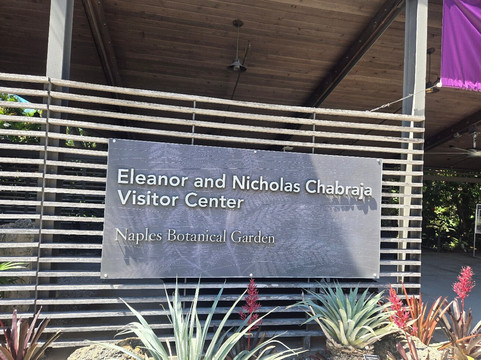 Eleanor and Nicholas Chabraja
Visitor Center
Naples Botanical Garden